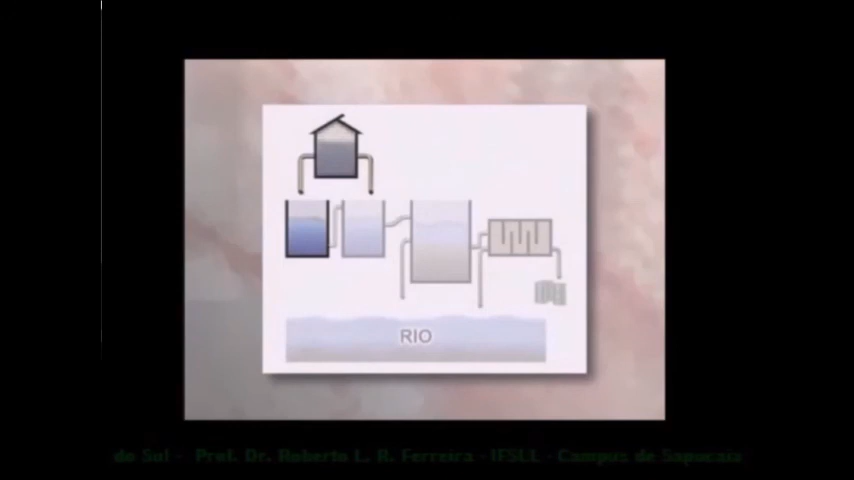 RIO
do Sul - Prof. Dr. Roberto L. R. Ferreira - IFSUL - Campus de Sapucaia